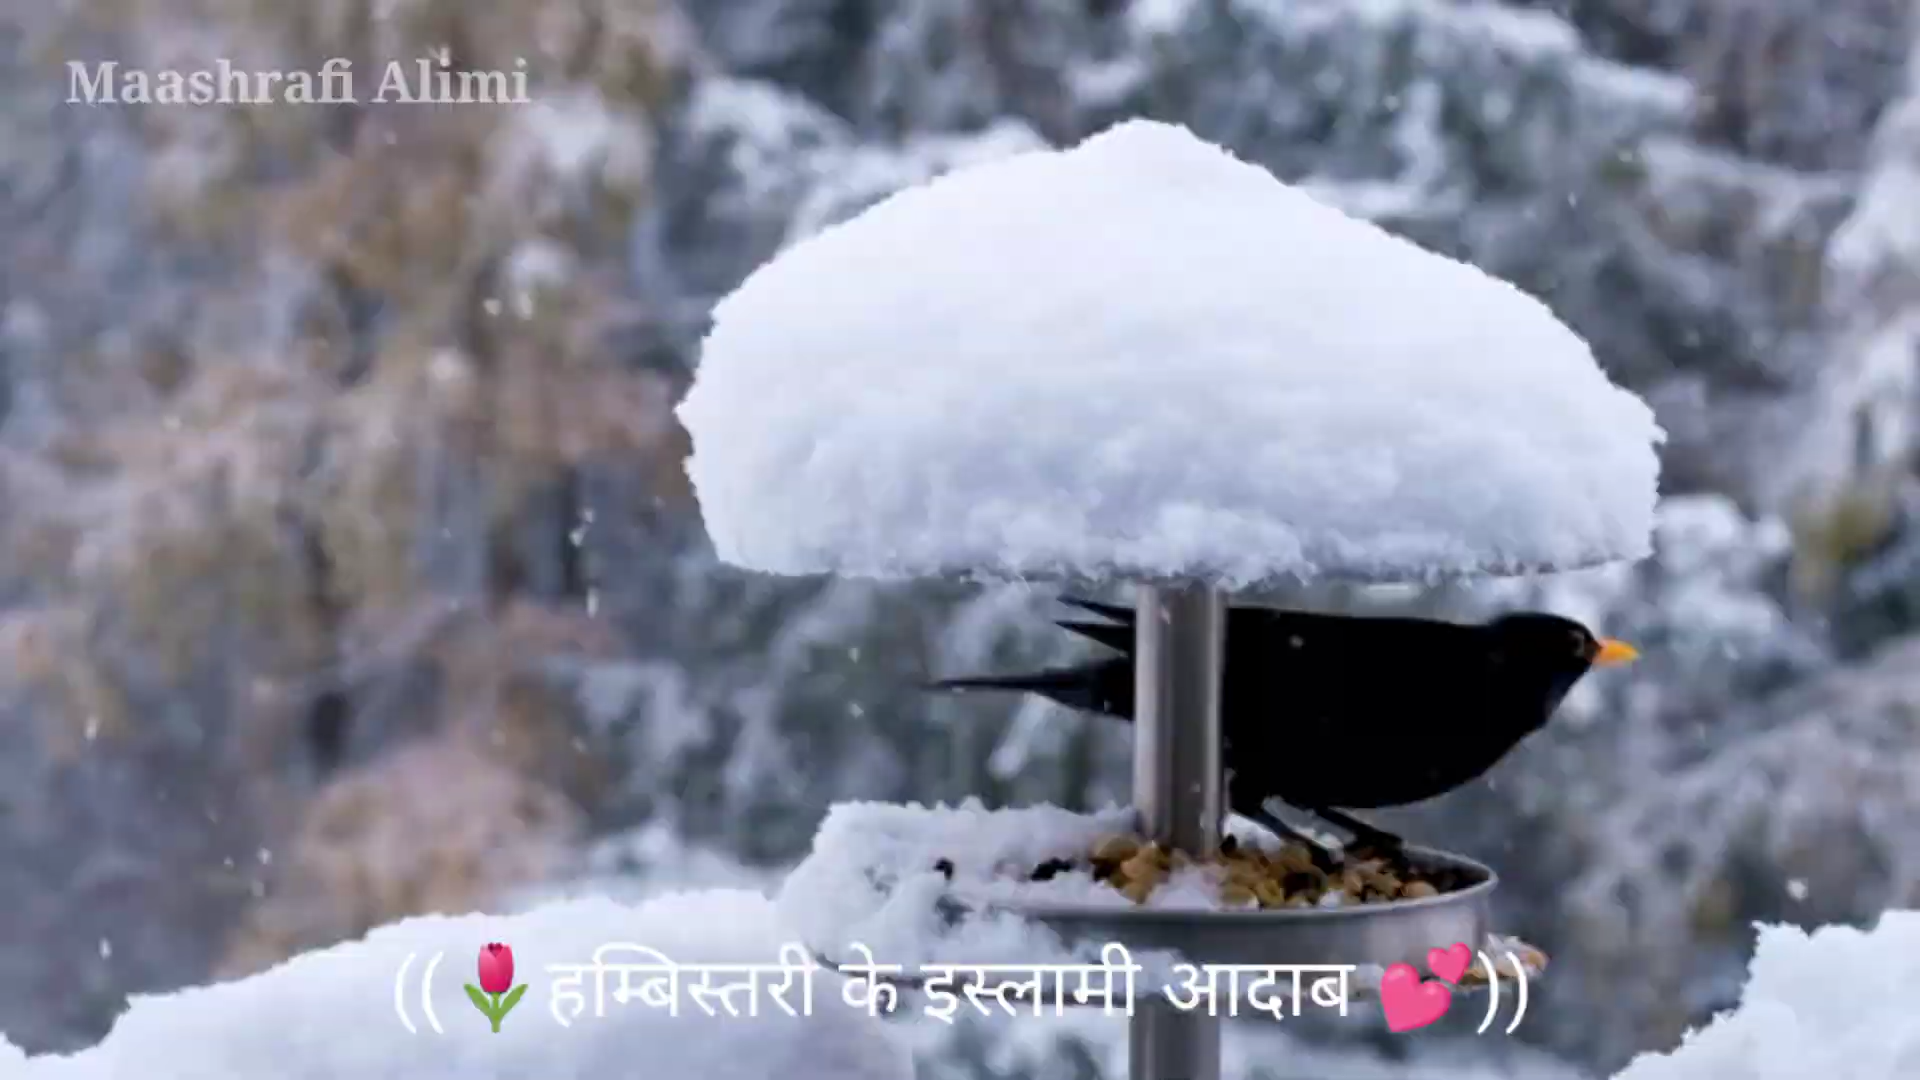 Maashrafi Alimi
((🌷हम्बिस्तरी के इस्लामी आदाब 💕))